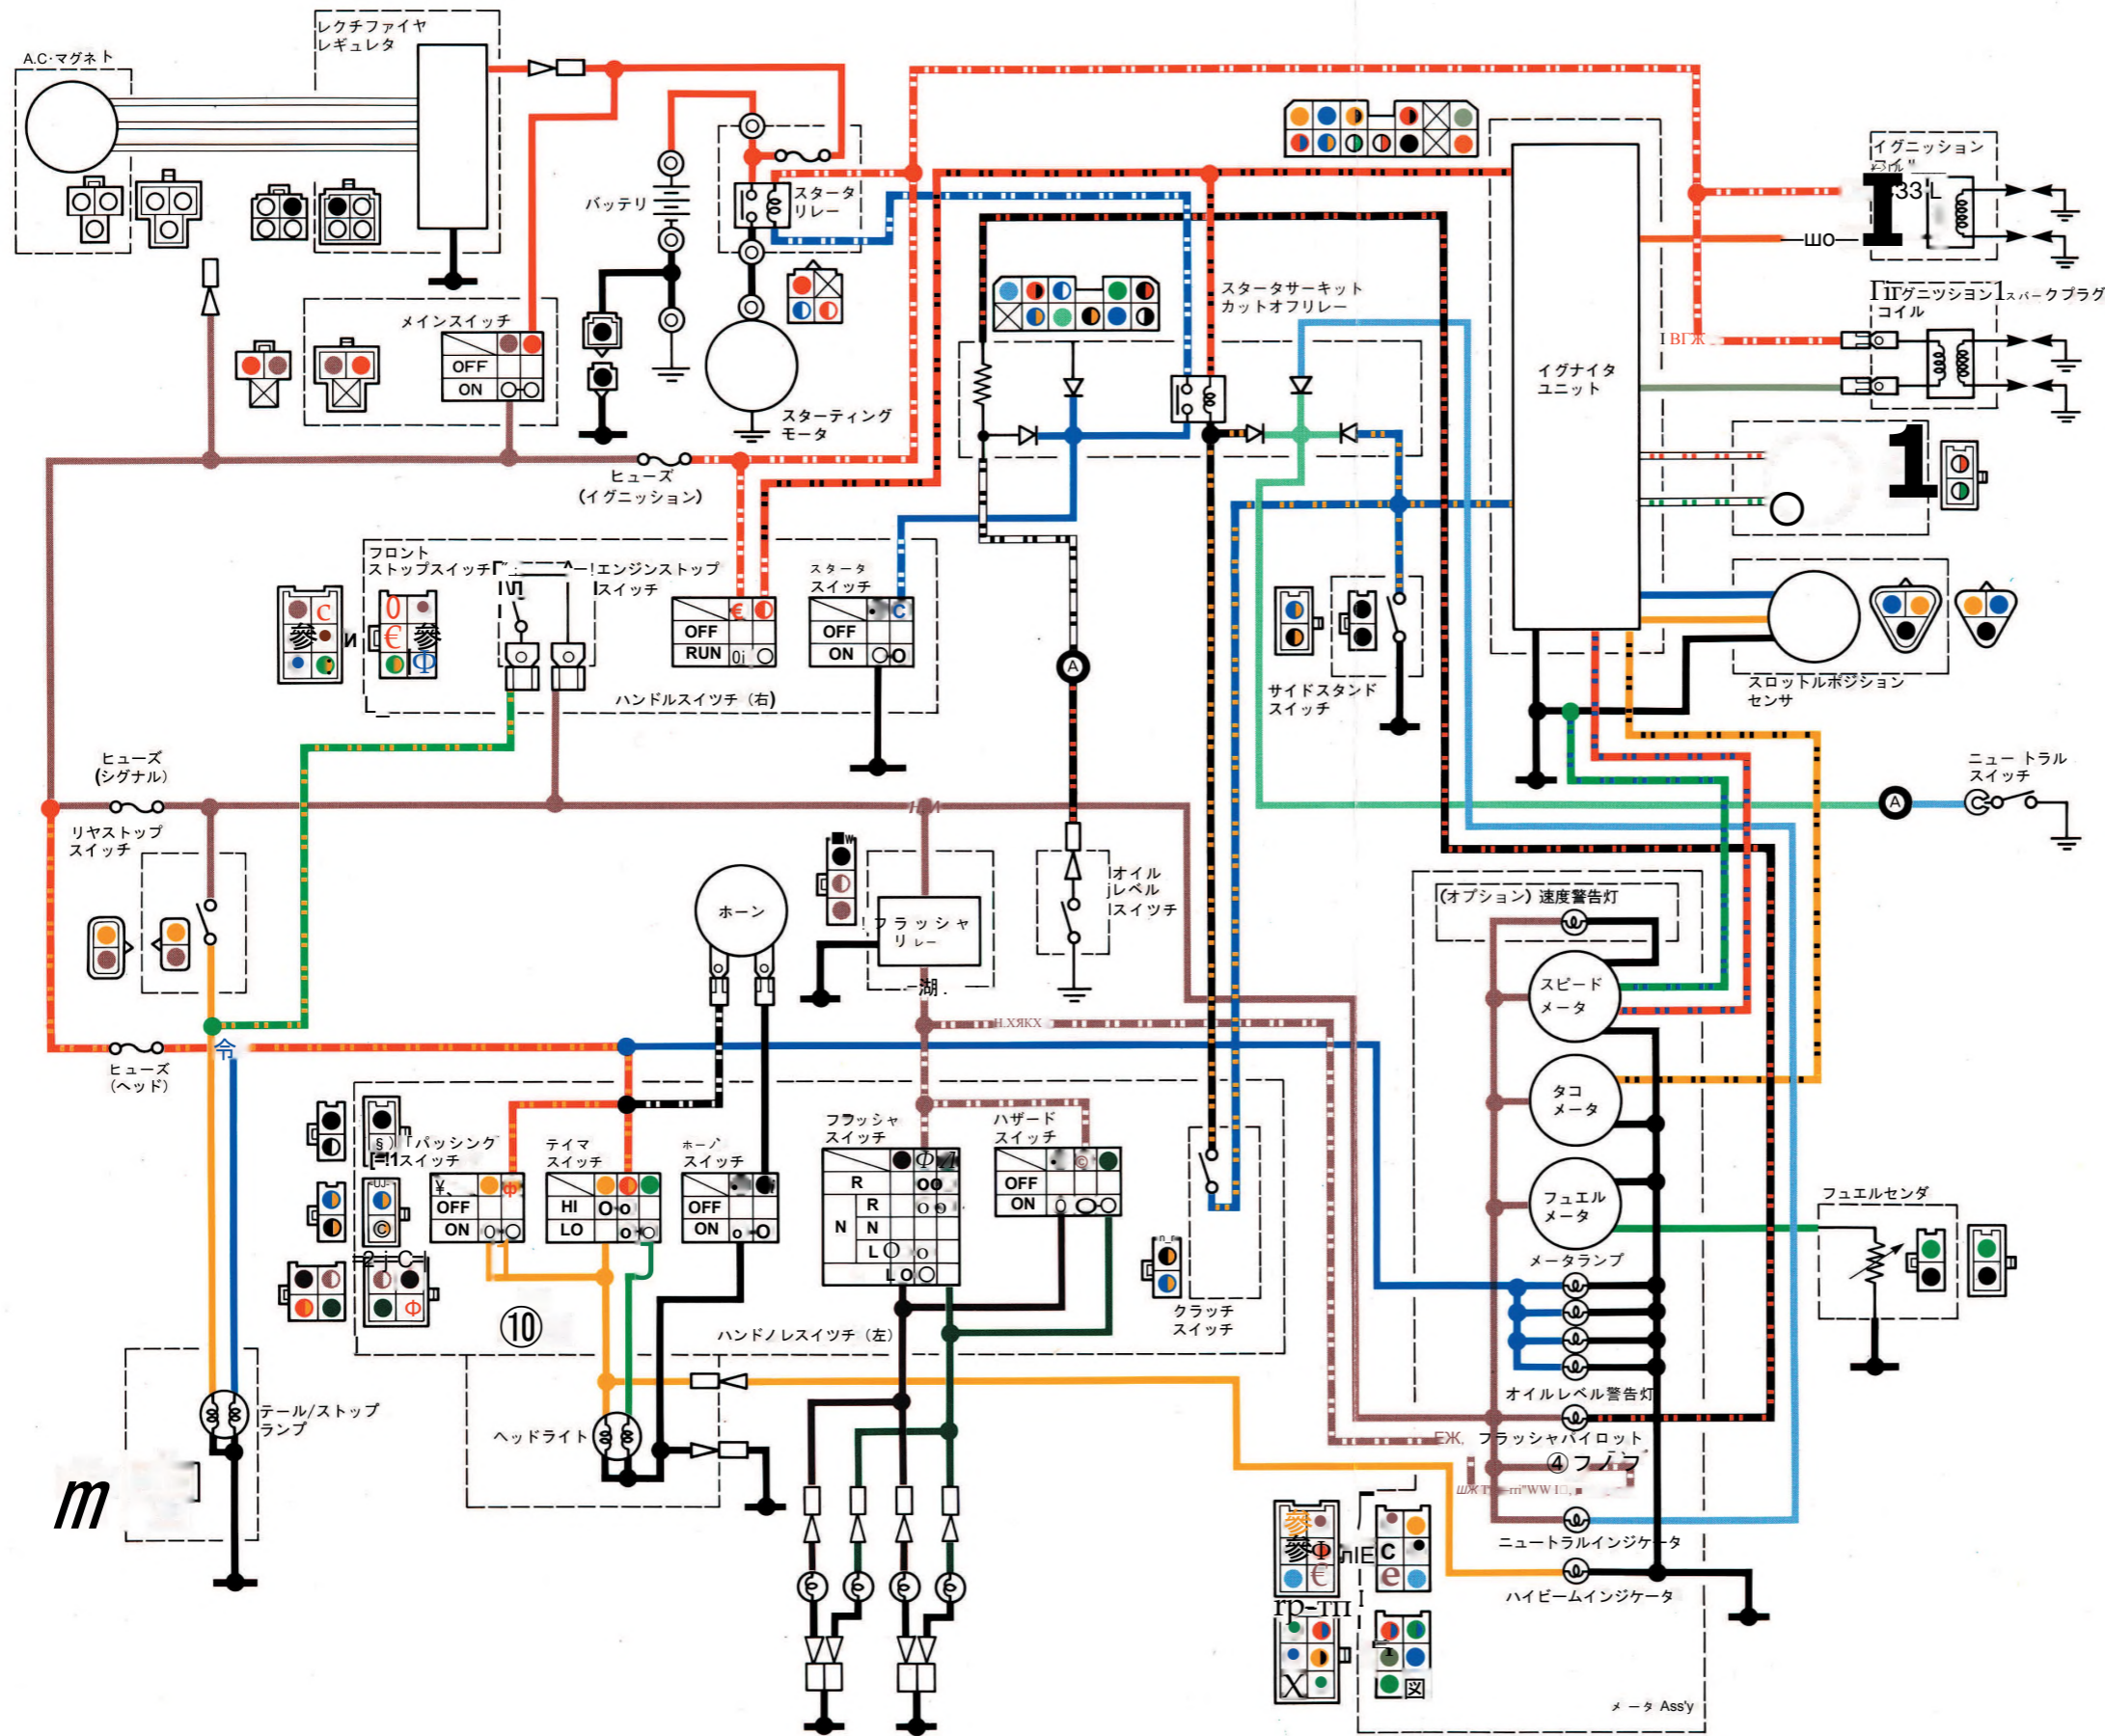 レクチファイヤ
レギュレタ
A.C・マグネト
バッテリ
スタータ
リレー
イグニッション
メインスイッチ
OFF
ON
スターティング
モータ
スタータサーキット
カットオフリレー
イグナイタ
ユニット
コイル
ヒューズ
(イグニッション)
フロント
ストップスイッチ
エンジンストップ
スイッチ
OFF
RUN
スタータ
スイッチ
OFF
ON
ハンドルスイツチ（右)
A
サイドスタンド
スイッチ
スロットルポジション
センサ
ニュートラル
スイッチ
A
ヒューズ
(シグナル)
リヤストップ
スイッチ
ホーン
フラッシャ
リレー
オイル
レベル
スイツチ
(オプション) 速度警告灯
スピード
メータ
タコ
メータ
フュエル
メータ
フュエルセンダ
メータランプ
ヒューズ
(ヘッド)
パッシング
スイッチ
OFF
ON
テイマ
スイッチ
HI
LO
スイッチ
OFF
ON
フラッシャ
スイッチ
R
R
N
N
L
L
ハザード
スイッチ
OFF
ON
クラッチ
スイッチ
⑩
ハンドノレスイツチ（左）
テール/ストップ
ランプ
ヘッドライト
オイルレベル警告灯
フラッシャパイロット
ニュートラルインジケータ
ハイビームインジケータ
m
メータ Ass'y